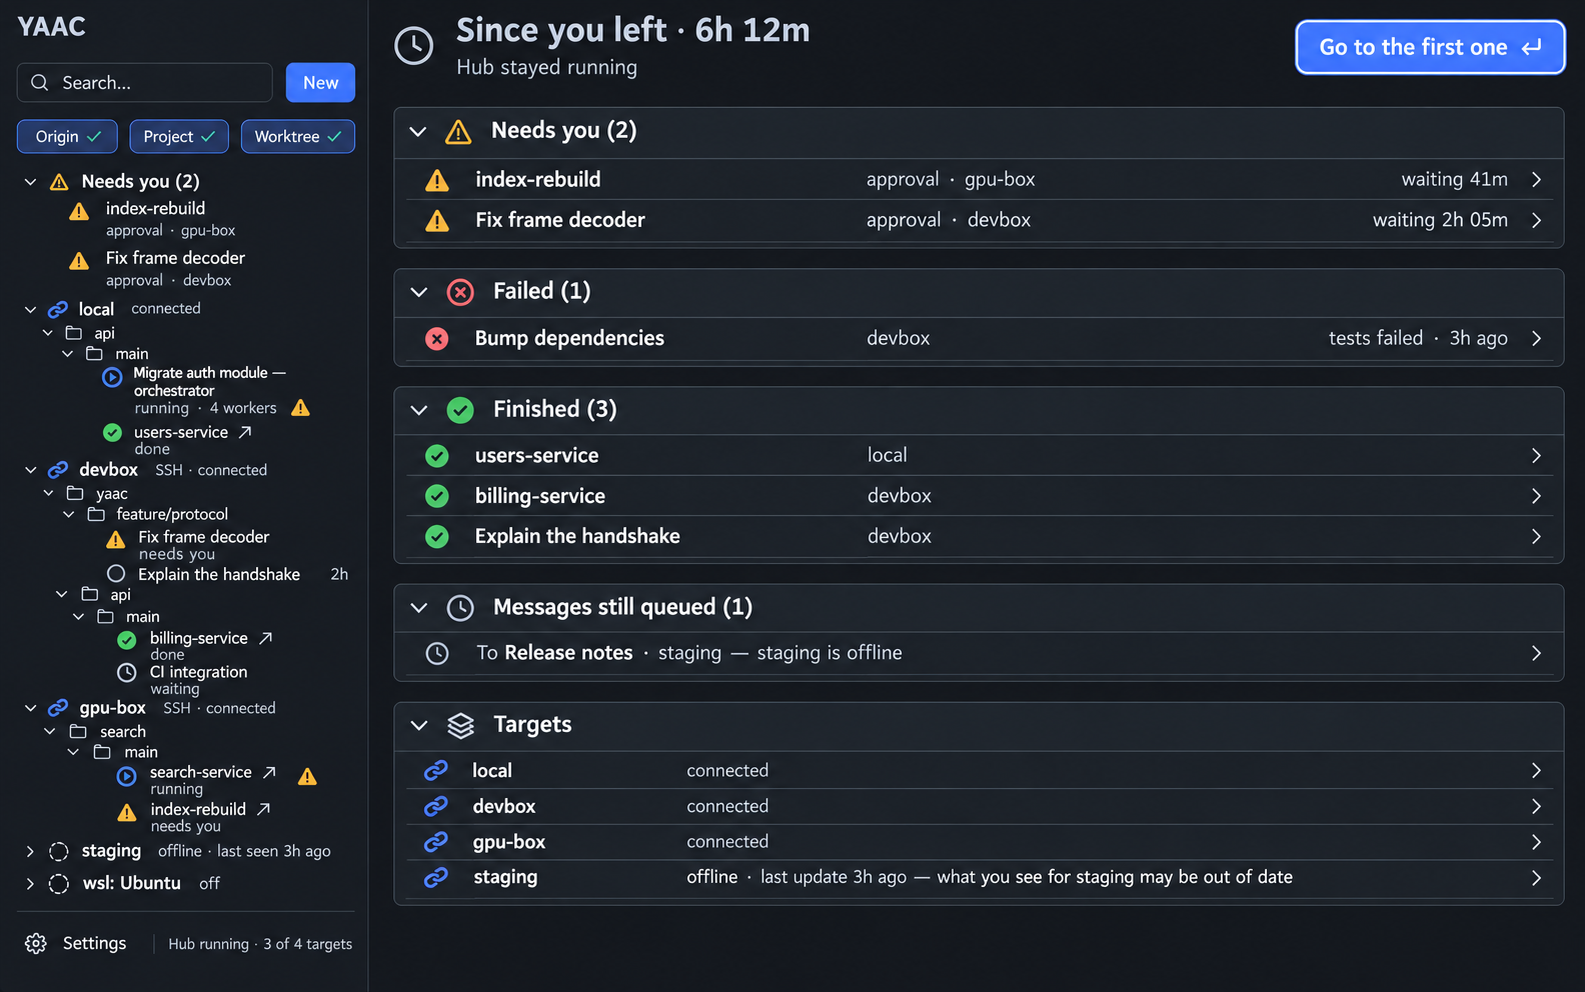 YAAC
Search...
New
Origin
Project
Worktree
Needs you (2)
index-rebuild
approval · gpu-box
Fix frame decoder
approval · devbox
local connected
api
main
Migrate auth module —
orchestrator
running · 4 workers
users-service ↗
done
devbox SSH · connected
yaac
feature/protocol
Fix frame decoder
needs you
Explain the handshake 2h
api
main
billing-service ↗
done
CI integration
waiting
gpu-box SSH · connected
search
main
search-service ↗
running
index-rebuild ↗
needs you
staging offline · last seen 3h ago
wsl: Ubuntu off
Settings
Hub running · 3 of 4 targets
Since you left · 6h 12m
Hub stayed running
Go to the first one ↵
Needs you (2)
index-rebuild approval · gpu-box waiting 41m
Fix frame decoder approval · devbox waiting 2h 05m
Failed (1)
Bump dependencies devbox tests failed · 3h ago
Finished (3)
users-service local
billing-service devbox
Explain the handshake devbox
Messages still queued (1)
To Release notes · staging — staging is offline
Targets
local connected
devbox connected
gpu-box connected
staging offline · last update 3h ago — what you see for staging may be out of date